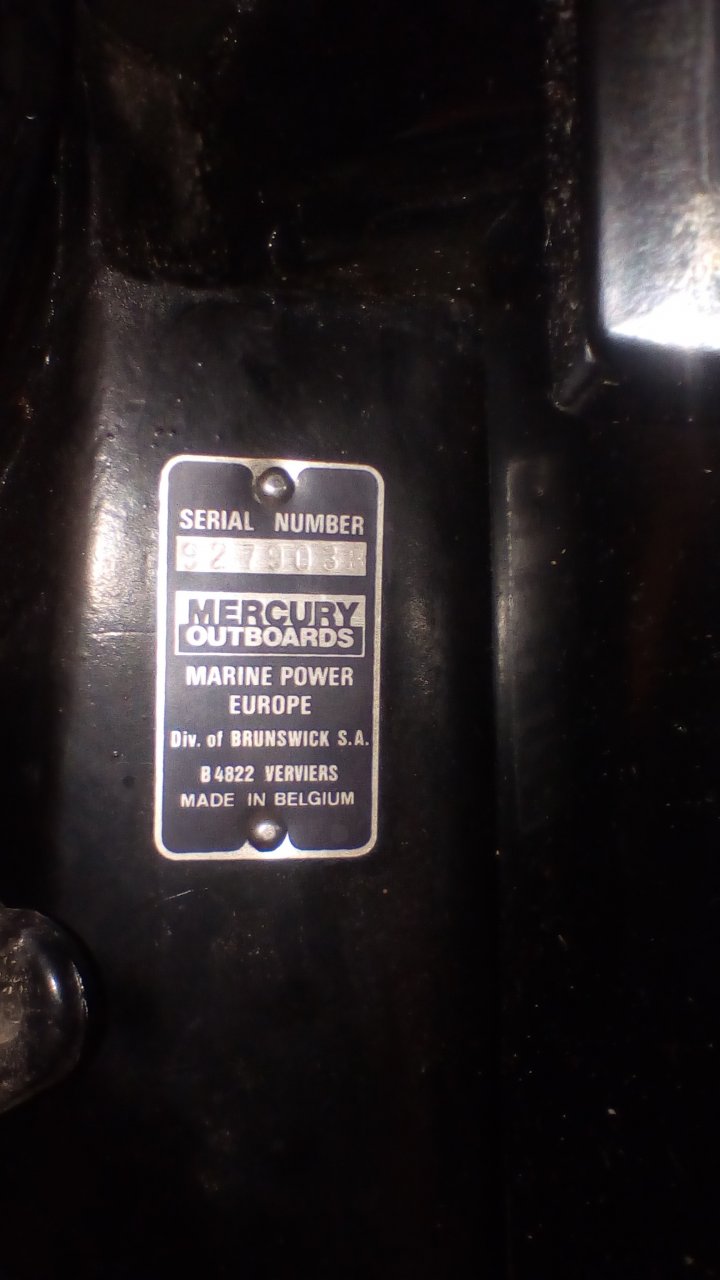 SERIAL NUMBER
MERCURY
OUTBOARDS
MARINE POWER
EUROPE
Div. of BRUNSWICK S.A.
B 4822 VERVIERS
MADE IN BELGIUM